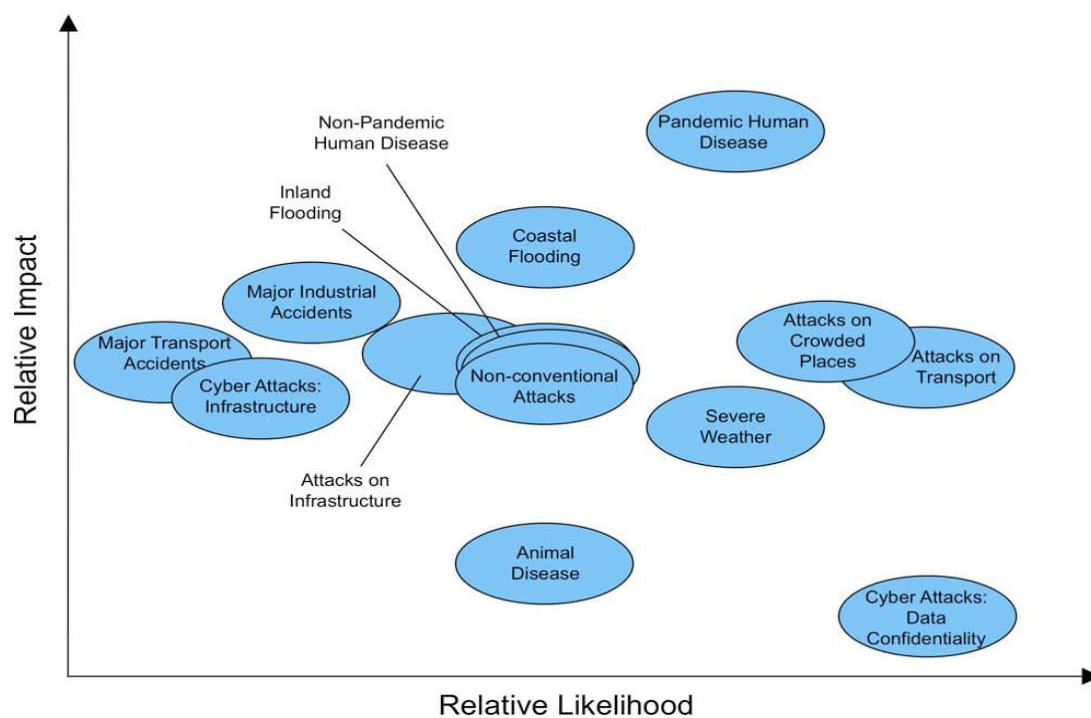 Pandemic Human
Disease
Non-Pandemic
Human Disease
Inland
Flooding
Coastal
Flooding
Major Industrial
Accidents
Major Transport
Accidents
Cyber Attacks:
Infrastructure
Non-conventional
Attacks
Attacks on
Crowded
Places
Attacks on
Transport
Severe
Weather
Attacks on
Infrastructure
Animal
Disease
Cyber Attacks:
Data
Confidentiality
Relative Impact
Relative Likelihood